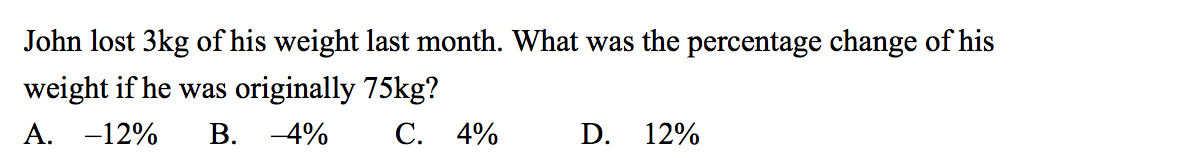 John lost 3kg of his weight last month. What was the percentage change of his
weight if he was originally 75kg?
A. –12% B. –4% C. 4% D. 12%